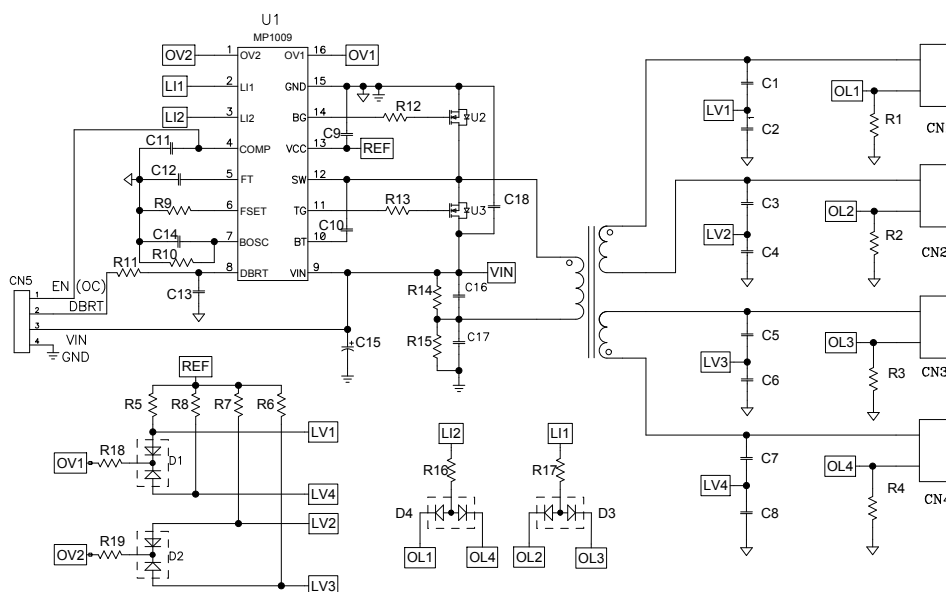 U1
MP1009
OV2 1 OV2 OV1 16 OV1
LI1 2 LI1 GND 15
LI2 3 LI2 BG 14 R12 U2
C11 4 COMP VCC 13 REF
C9
C12 5 FT SW 12
R9 6 FSET TG 11 R13 U3 C18
C14 7 BOSC BT 10 C10
R10
R11 8 DBRT VIN 9 VIN
C13
CN5
1 EN (OC)
2 DBRT
3 VIN
4 GND
C15
R14 C16
R15 C17
C1
LV1
C2
OL1
R1
CN
C3
LV2
C4
OL2
R2
CN2
C5
LV3
C6
OL3
R3
CN3
C7
LV4
C8
OL4
R4
CN4
REF
R5 R8 R7 R6
LV1
OV1 R18 D1
LV4
LV2
OV2 R19 D2
LV3
LI2
R16
D4
OL1 OL4
LI1
R17
D3
OL2 OL3